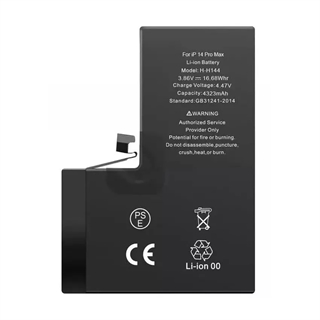 For iP 14 Pro Max
Li-ion Battery
Model: H-H144
3.86V ⎓ 16.68Whr
Charge Voltage: 4.47V
Capacity: 4323mAh
Standard:GB31241-2014
WARNING
Authorized Service
Provider Only
Potential for fire or burning.
Do not disassemble,puncture,
crush,heat,or burn
PS
E
CE
Li-ion 00